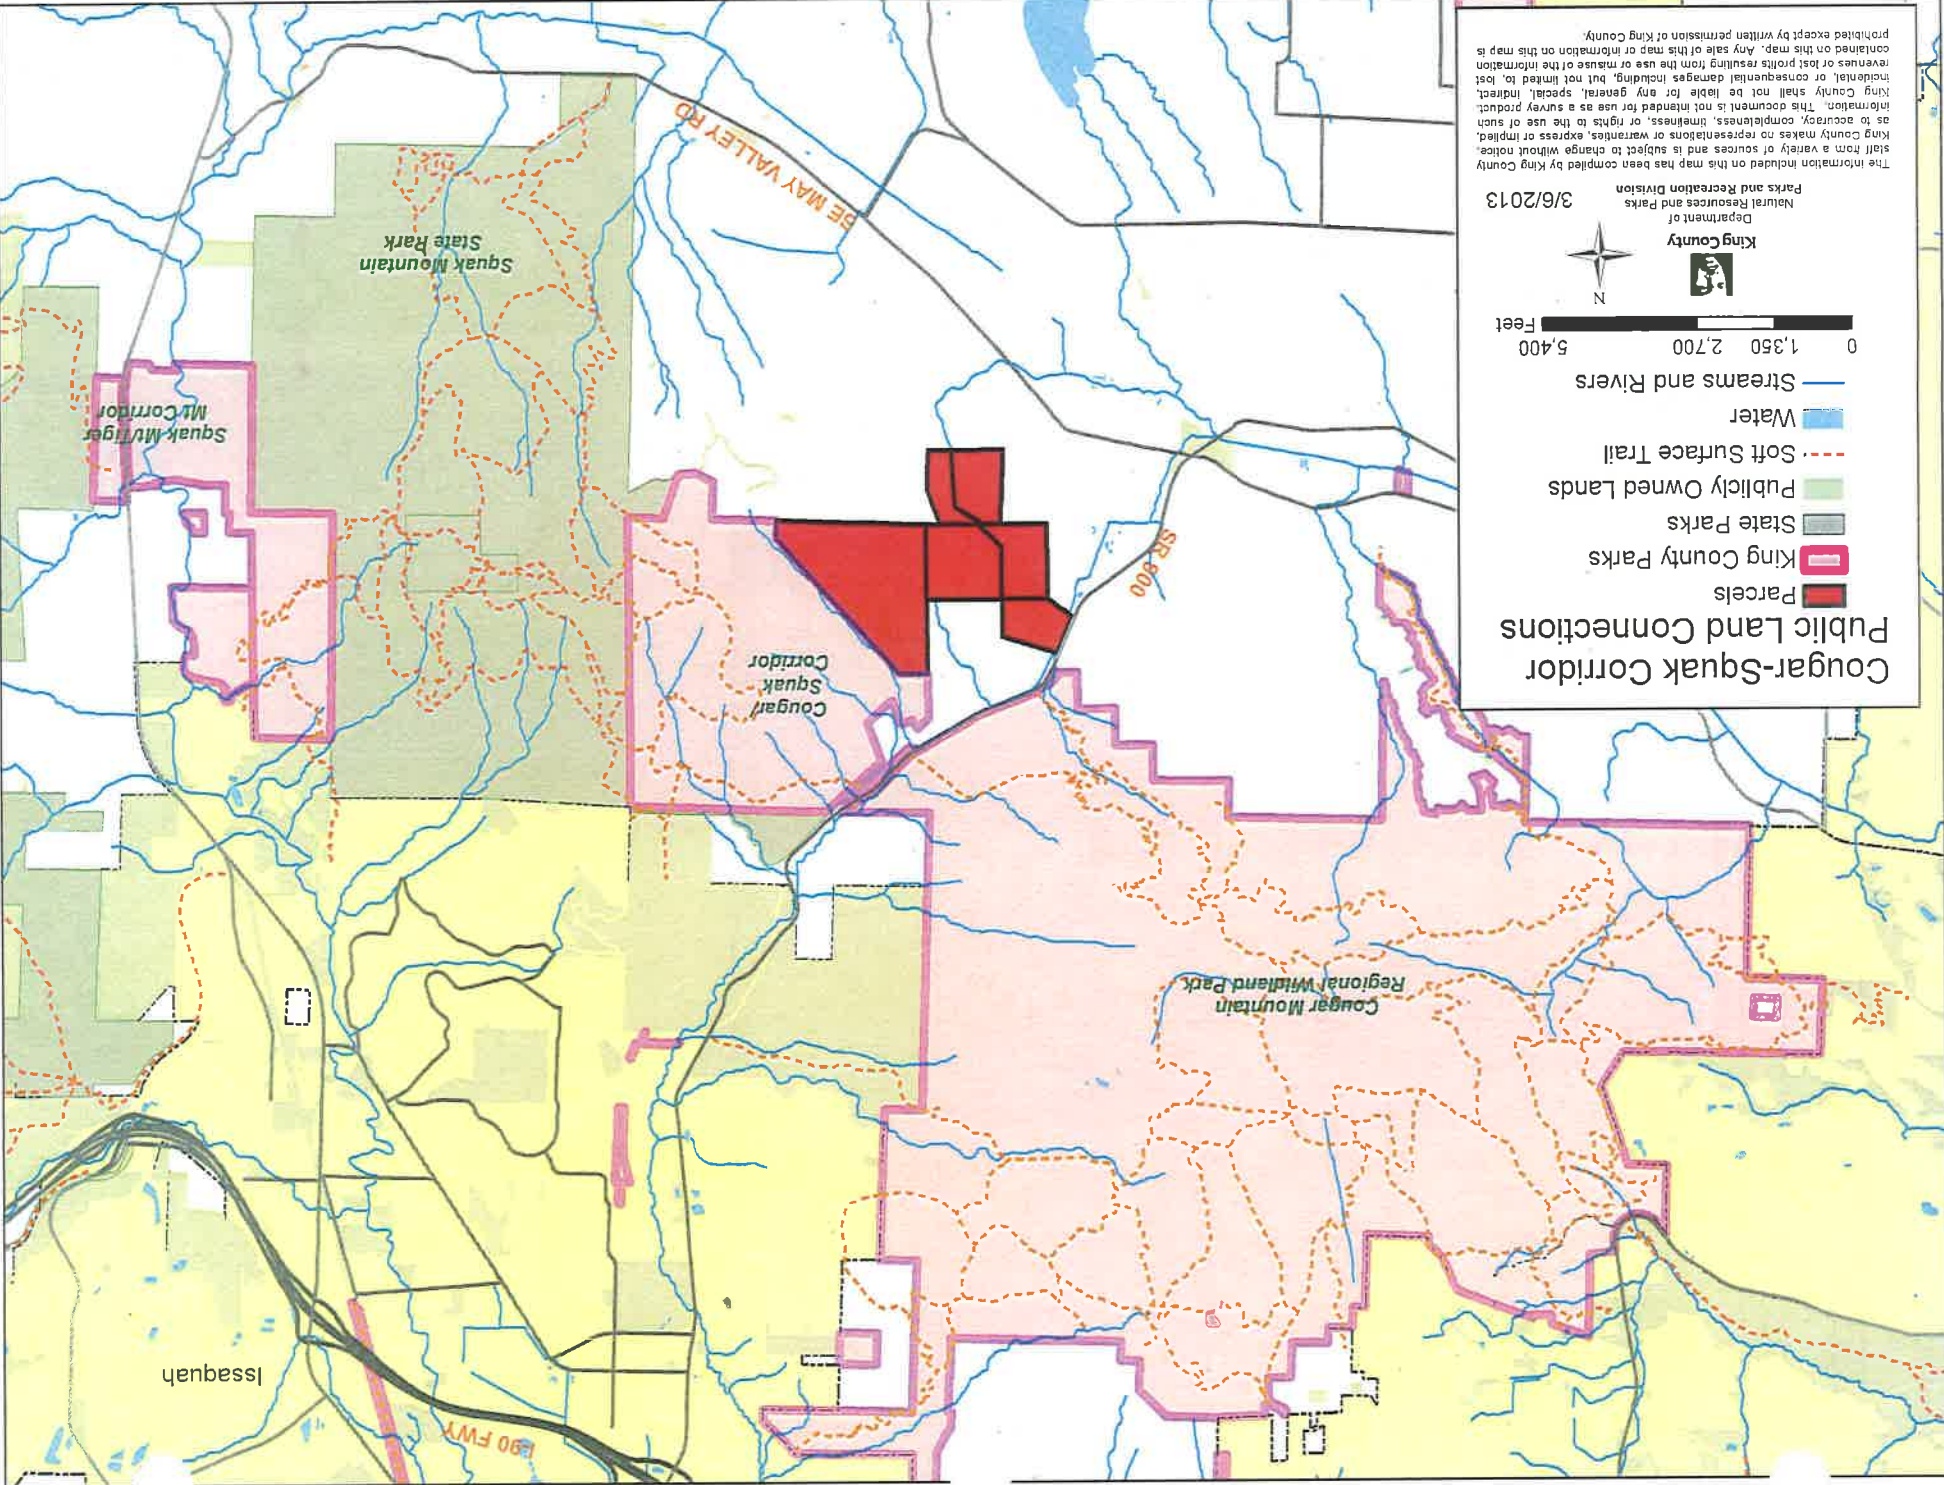 Issaquah
I-90 FWY
Cougar Mountain
Regional Wildland Park
Cougar/
Squak
Corridor
SR 900
Squak Mt/Tiger
Mt Corridor
Squak Mountain
State Park
SE MAY VALLEY RD
Cougar-Squak Corridor
Public Land Connections
Parcels
King County Parks
State Parks
Publicly Owned Lands
Soft Surface Trail
Water
Streams and Rivers
0 1,350 2,700 5,400
Feet
N
King County
Department of
Natural Resources and Parks
Parks and Recreation Division
3/6/2013
The information included on this map has been compiled by King County
staff from a variety of sources and is subject to change without notice.
King County makes no representations or warranties, express or implied,
as to accuracy, completeness, timeliness, or rights to the use of such
information. This document is not intended for use as a survey product.
King County shall not be liable for any general, special, indirect,
incidental, or consequential damages including, but not limited to, lost
revenues or lost profits resulting from the use or misuse of the information
contained on this map. Any sale of this map or information on this map is
prohibited except by written permission of King County.